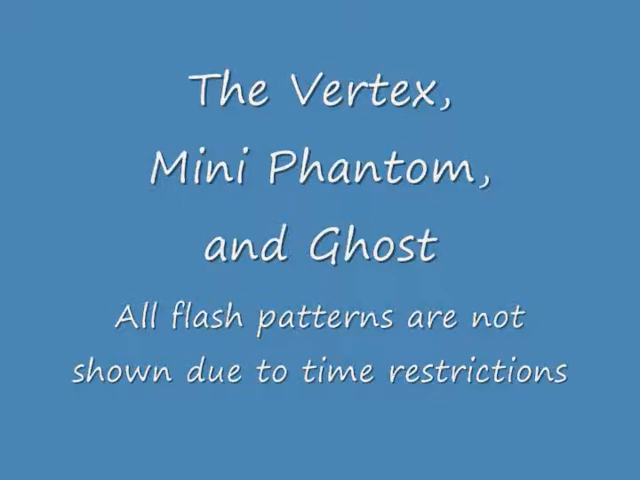 The Vertex,
Mini Phantom,
and Ghost
All flash patterns are not
shown due to time restrictions